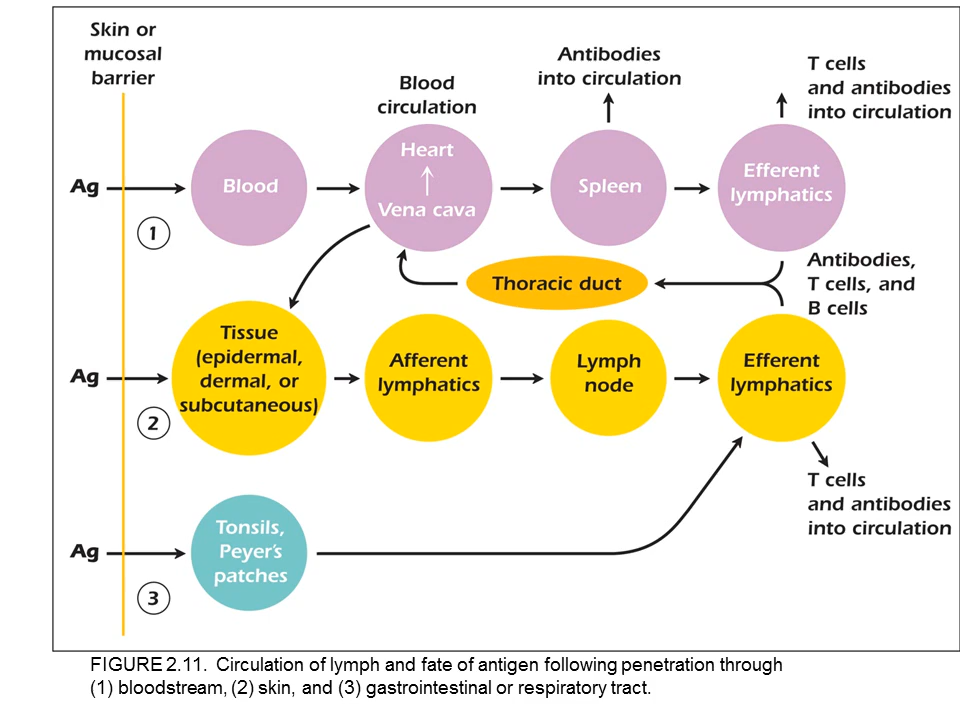 Skin or
mucosal
barrier
Blood
circulation
Antibodies
into circulation
T cells
and antibodies
into circulation
Ag
Blood
Heart
Vena cava
Spleen
Efferent
lymphatics
1
Thoracic duct
Antibodies,
T cells, and
B cells
Ag
Tissue
(epidermal,
dermal, or
subcutaneous)
Afferent
lymphatics
Lymph
node
Efferent
lymphatics
2
T cells
and antibodies
into circulation
Ag
Tonsils,
Peyer's
patches
3
FIGURE 2.11. Circulation of lymph and fate of antigen following penetration through
(1) bloodstream, (2) skin, and (3) gastrointestinal or respiratory tract.